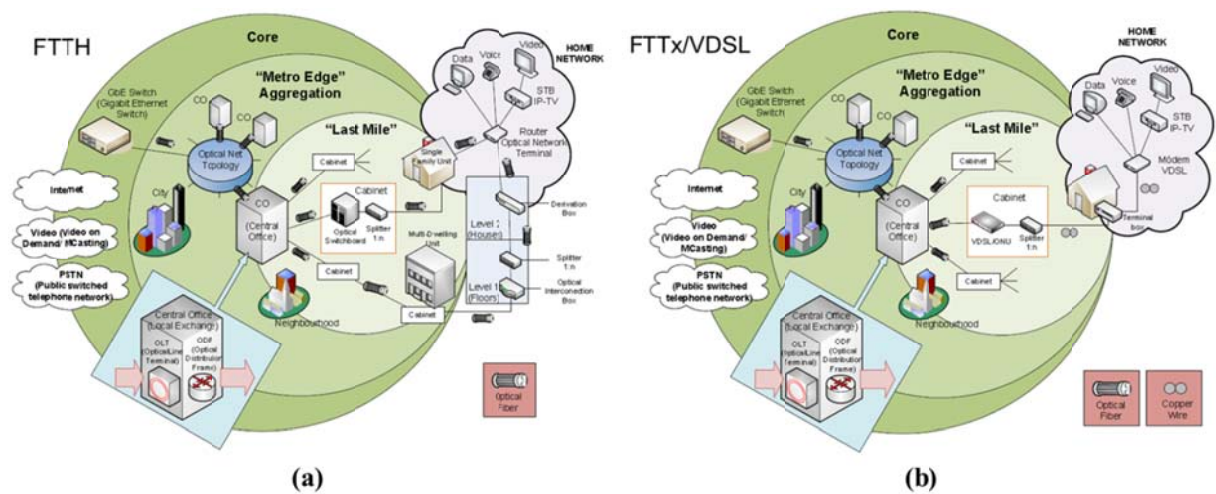 FTTH
Core
HOME
NETWORK
Video
Voice
Data
STB
IP-TV
"Metro Edge"
Aggregation
GbE Switch
(Gigabit Ethernet
Switch)
CO
CO
"Last Mile"
Router
Optical Network
Terminal
Single
Family Unit
Optical Net
Topology
Cabinet
Internet
City
CO
(Central
Office)
Cabinet
Optical
Switchboard
Splitter
1:n
Derivation
Box
Video (Video on
Demand/ MCasting)
Multi-Dwelling
Unit
(House)
Splitter
1:n
PSTN
(Public switched
telephone network)
Cabinet
Level 1
(Floor)
Optical
Interconection
Box
Neighbourhood
Cabinet
Central Office
(Local Exchange)
OLT
(Optical Line
Terminal)
ODF
(Optical
Distribution
Frame)
Optical
Fiber
(a)
FTTx/VDSL
Core
HOME
NETWORK
Video
Voice
Data
STB
IP-TV
"Metro Edge"
Aggregation
GbE Switch
(Gigabit Ethernet
Switch)
CO
CO
"Last Mile"
Módem
VDSL
Optical Net
Topology
Cabinet
Internet
City
CO
(Central
Office)
Cabinet
VDSL/ONU
Splitter
1:n
Terminal
box
Video
(Video on Demand/
MCasting)
PSTN
(Public switched
telephone network)
Cabinet
Neighbourhood
Central Office
(Local Exchange)
OLT
(Optical Line
Terminal)
ODF
(Optical
Distribution
Frame)
Optical
Fiber
Copper
Wire
(b)